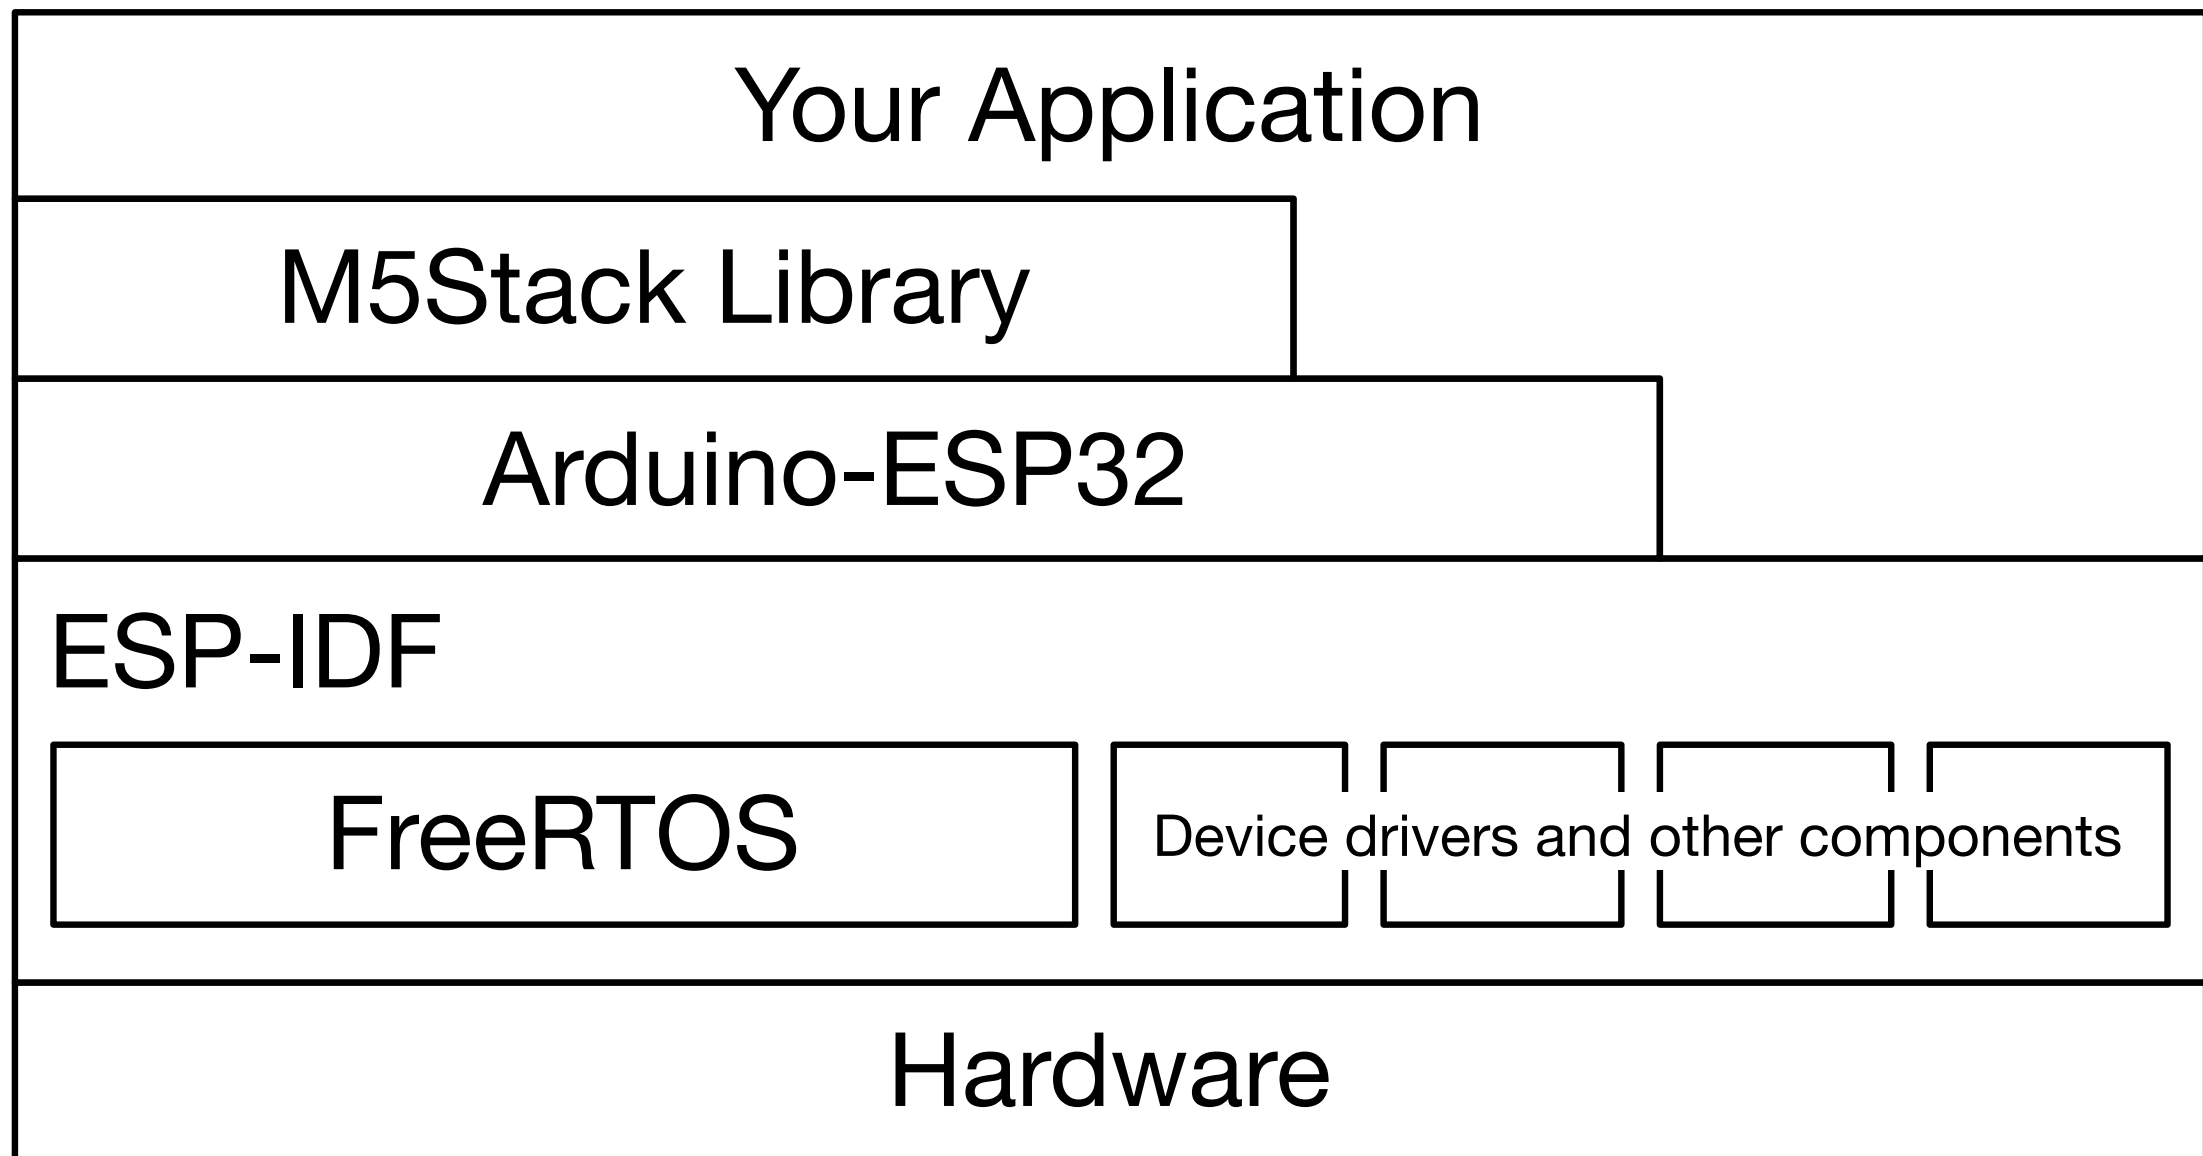 Your Application
M5Stack Library
Arduino-ESP32
ESP-IDF
FreeRTOS
Device drivers and other components
Hardware